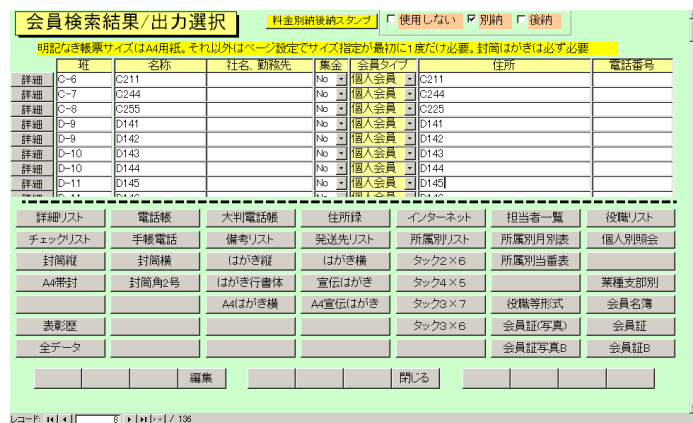 会員検索結果/出力選択 料金別納後納スタンプ 使用しない 別納 後納
明記なき帳票サイズはA4用紙。それ以外はページ設定でサイズ指定が最初に1度だけ必要。封筒はがきは必ず必要
班 名称 社名、勤務先 集金 会員タイプ 住所 電話番号
詳細 C-6 C211 No 個人会員 C211
詳細 C-7 C244 No 個人会員 C244
詳細 C-8 C255 No 個人会員 C225
詳細 D-9 D141 No 個人会員 D141
詳細 D-9 D142 No 個人会員 D142
詳細 D-10 D143 No 個人会員 D143
詳細 D-10 D144 No 個人会員 D144
詳細 D-11 D145 No 個人会員 D145
詳細リスト 電話帳 大判電話帳 住所録 インターネット 担当者一覧 役職リスト
チェックリスト 手帳電話 備考リスト 発送先リスト 所属別リスト 所属別月別表 個人別照会
封筒縦 封筒横 はがき縦 はがき横 タック2×6 所属別当番表
A4帯封 封筒角2号 はがき行書体 宣伝はがき タック4×5 業種支部別
A4はがき横 A4宣伝はがき タック3×7 役職等形式 会員名簿
表彰歴 タック3×6 会員証(写真) 会員証
全データ 会員証写真B 会員証B
編集 閉じる
レコード: 8 / 136